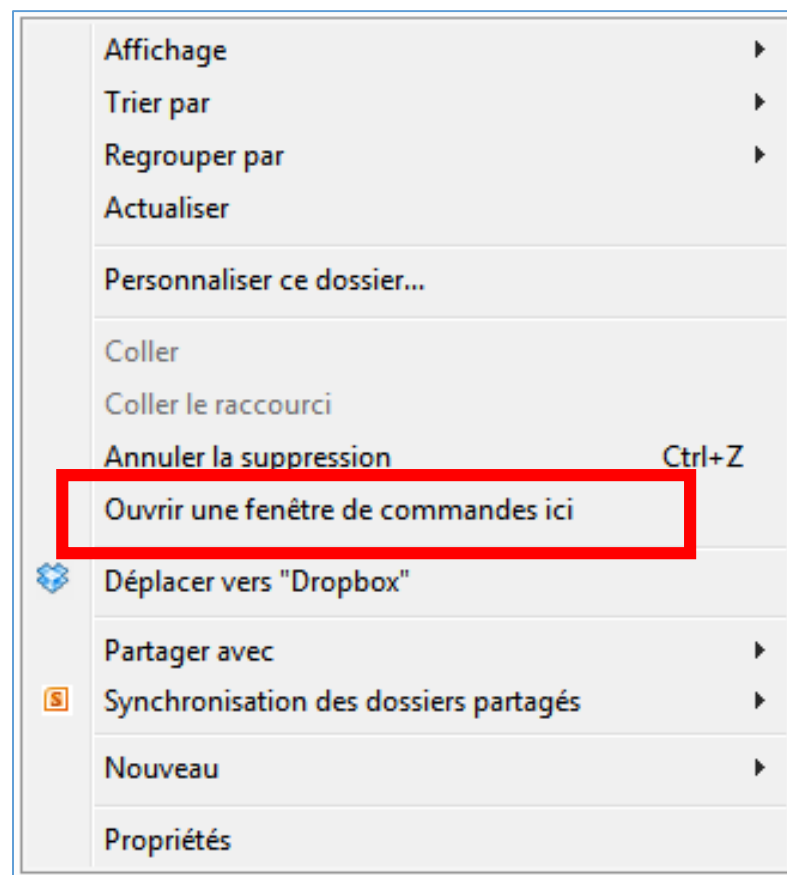 Affichage
Trier par
Regrouper par
Actualiser
Personnaliser ce dossier...
Coller
Coller le raccourci
Annuler la suppression Ctrl+Z
Ouvrir une fenêtre de commandes ici
Déplacer vers "Dropbox"
Partager avec
S Synchronisation des dossiers partagés
Nouveau
Propriétés